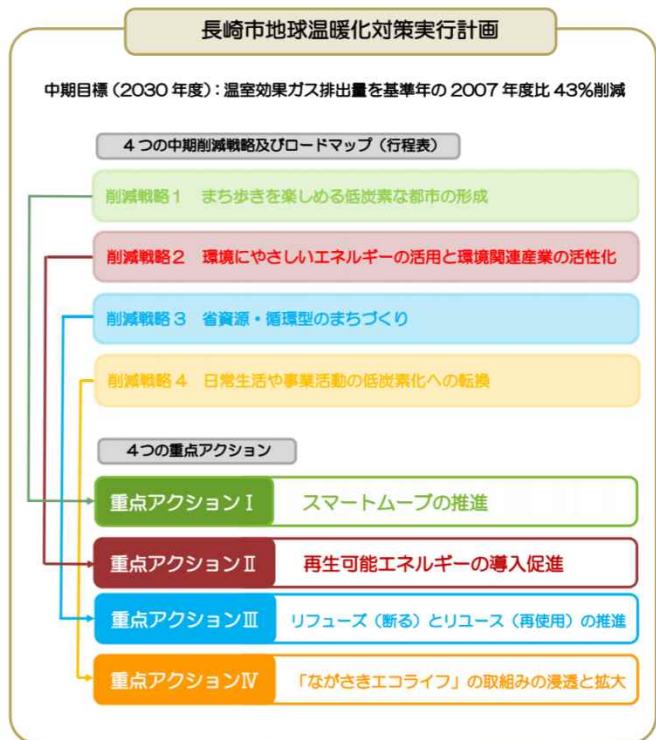 長崎市地球温暖化対策実行計画
中期目標（2030 年度）：温室効果ガス排出量を基準年の 2007 年度比 43％削減
４つの中期削減戦略及びロードマップ（行程表）
削減戦略１　まち歩きを楽しめる低炭素な都市の形成
削減戦略２　環境にやさしいエネルギーの活用と環境関連産業の活性化
削減戦略３　省資源・循環型のまちづくり
削減戦略４　日常生活や事業活動の低炭素化への転換
４つの重点アクション
重点アクションⅠ　スマートムーブの推進
重点アクションⅡ　再生可能エネルギーの導入促進
重点アクションⅢ　リフューズ（断る）とリユース（再使用）の推進
重点アクションⅣ　「ながさきエコライフ」の取組みの浸透と拡大